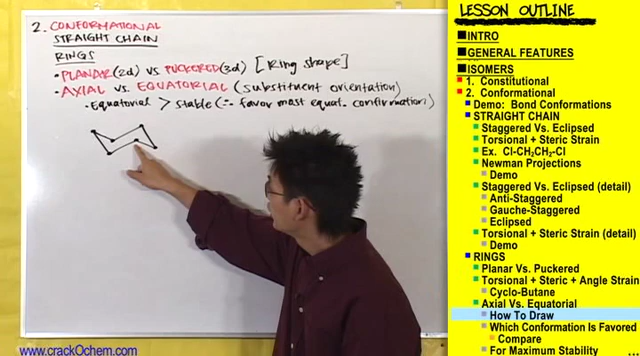 2. CONFORMATIONAL
STRAIGHT CHAIN
RINGS
• PLANAR (2d) vs PUCKERED (3d) [Ring shape]
• AXIAL vs. EQUATORIAL (substituent orientation)
• Equatorial > stable (∴ favor most equat. confirmation)
www.crackOchem.com
LESSON OUTLINE
INTRO
GENERAL FEATURES
ISOMERS
1. Constitutional
2. Conformational
Demo: Bond Conformations
STRAIGHT CHAIN
Staggered Vs. Eclipsed
Torsional + Steric Strain
Ex. Cl-CH2CH2-Cl
Newman Projections
Demo
Staggered Vs. Eclipsed (detail)
Anti-Staggered
Gauche-Staggered
Eclipsed
Torsional + Steric Strain (detail)
Demo
RINGS
Planar Vs. Puckered
Torsional + Steric + Angle Strain
Cyclo-Butane
Axial Vs. Equatorial
How To Draw
Which Conformation Is Favored
Compare
For Maximum Stability